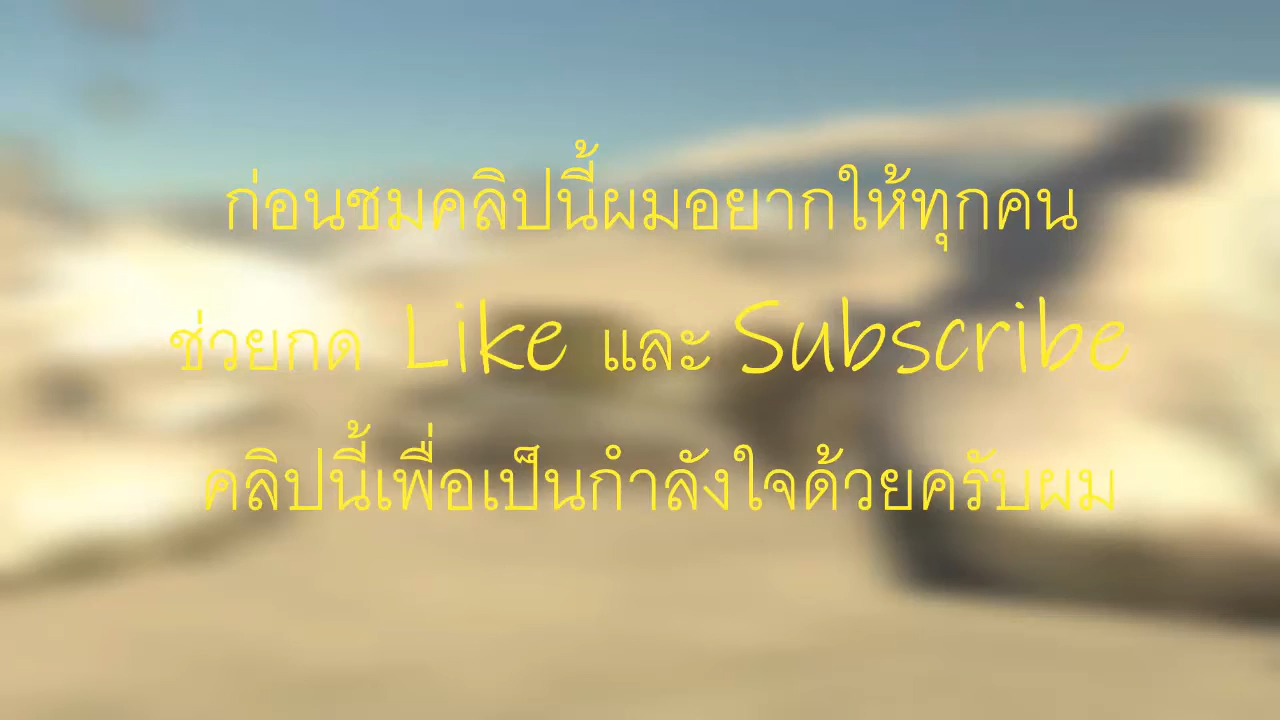 ก่อนชมคลิปนี้ผมอยากให้ทุกคน
ช่วยกด Like และ Subscribe
คลิปนี้เพื่อเป็นกำลังใจด้วยครับผม